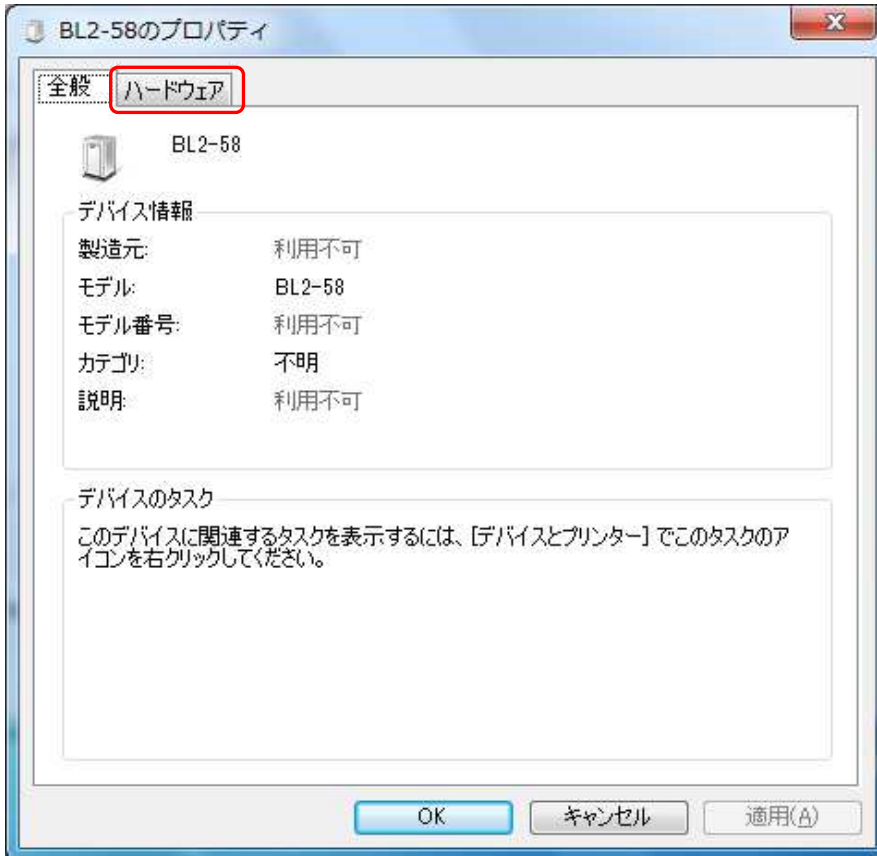 BL2-58のプロパティ
全般 ハードウェア
BL2-58
デバイス情報
製造元: 利用不可
モデル: BL2-58
モデル番号: 利用不可
カテゴリ: 不明
説明: 利用不可
デバイスのタスク
このデバイスに関連するタスクを表示するには、[デバイスとプリンター] でこのタスクのア
イコンを右クリックしてください。
OK キャンセル 適用(A)